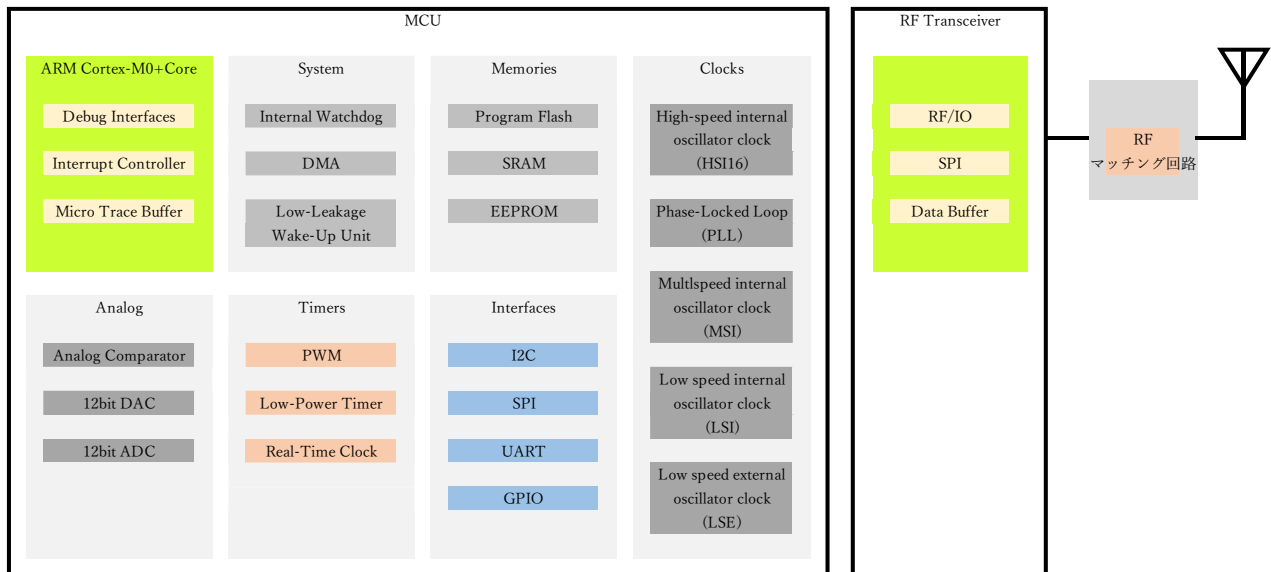 MCU
ARM Cortex-M0+Core
Debug Interfaces
Interrupt Controller
Micro Trace Buffer
System
Internal Watchdog
DMA
Low-Leakage
Wake-Up Unit
Memories
Program Flash
SRAM
EEPROM
Clocks
High-speed internal
oscillator clock
(HSI16)
Phase-Locked Loop
(PLL)
Multlspeed internal
oscillator clock
(MSI)
Low speed internal
oscillator clock
(LSI)
Low speed external
oscillator clock
(LSE)
Analog
Analog Comparator
12bit DAC
12bit ADC
Timers
PWM
Low-Power Timer
Real-Time Clock
Interfaces
I2C
SPI
UART
GPIO
RF Transceiver
RF/IO
SPI
Data Buffer
RF
マッチング回路